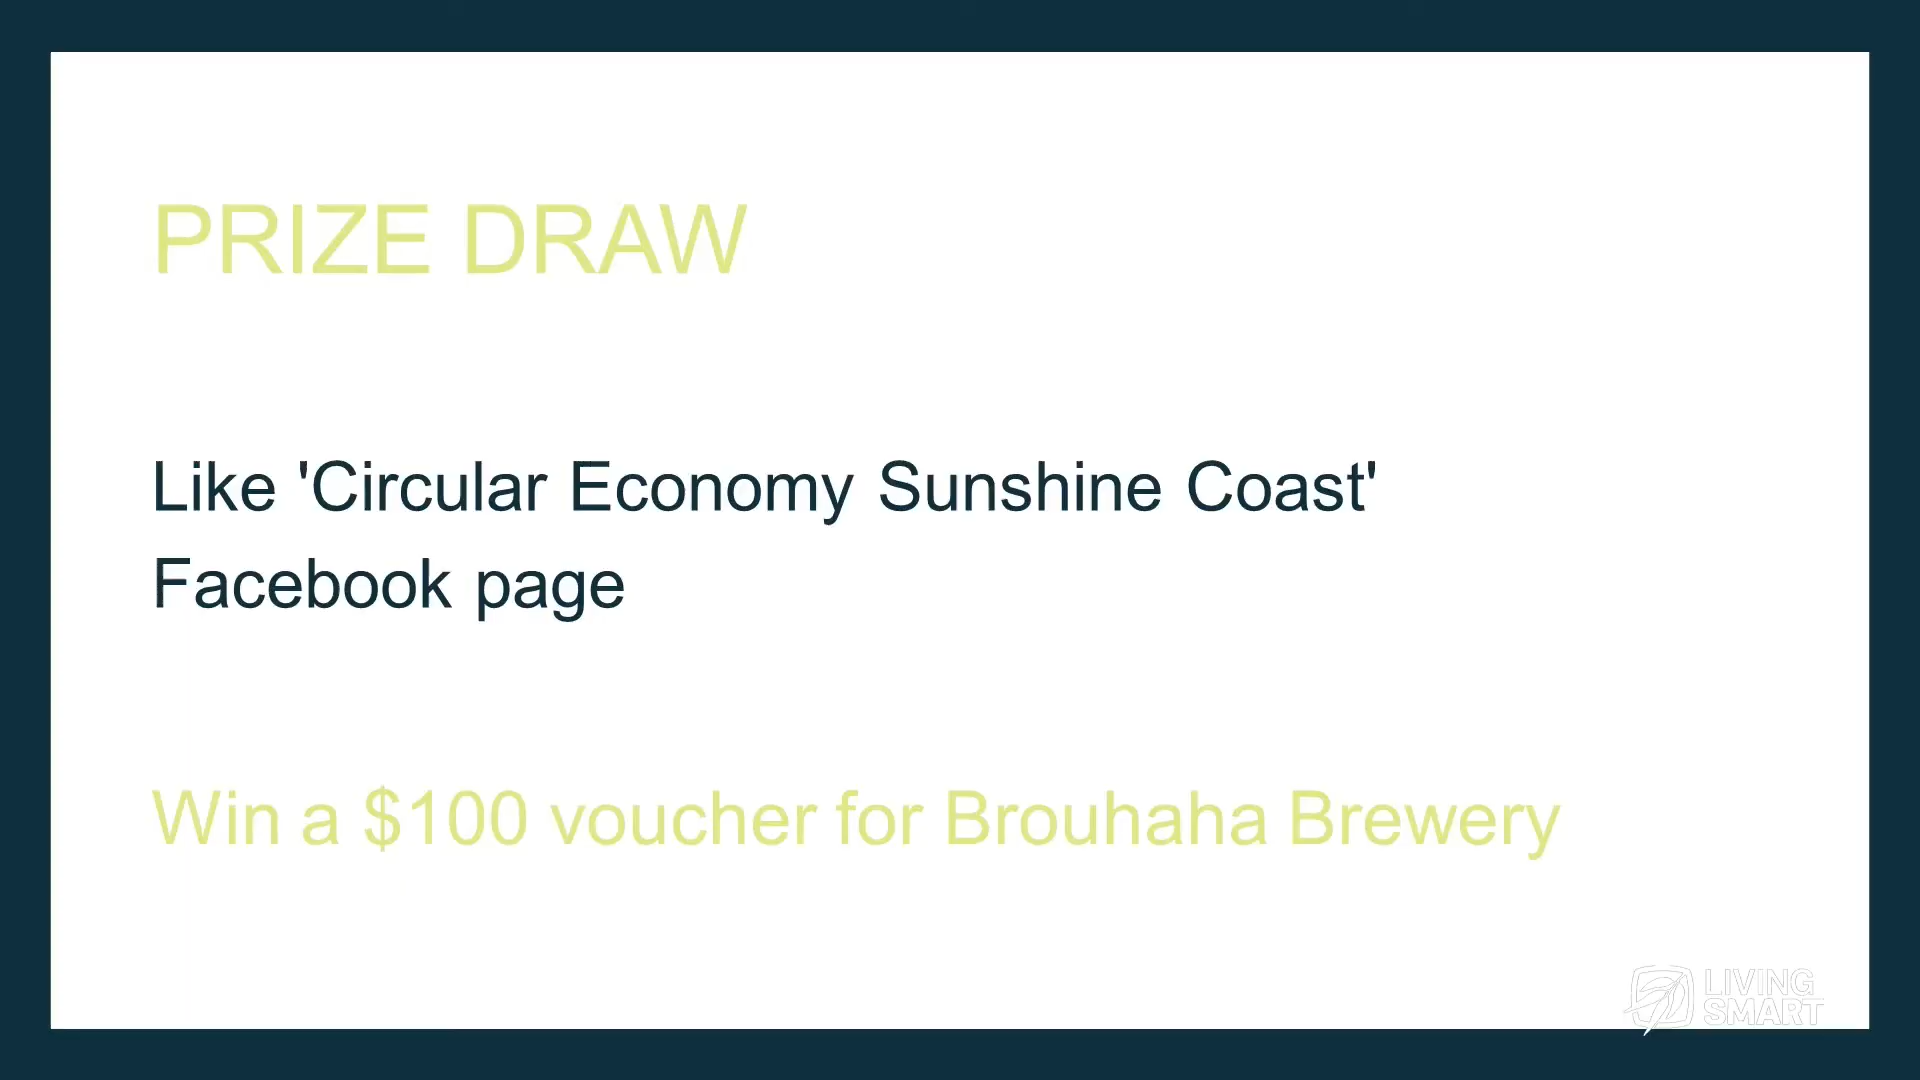 PRIZE DRAW
Like 'Circular Economy Sunshine Coast'
Facebook page
Win a $100 voucher for Brouhaha Brewery
LIVING
SMART